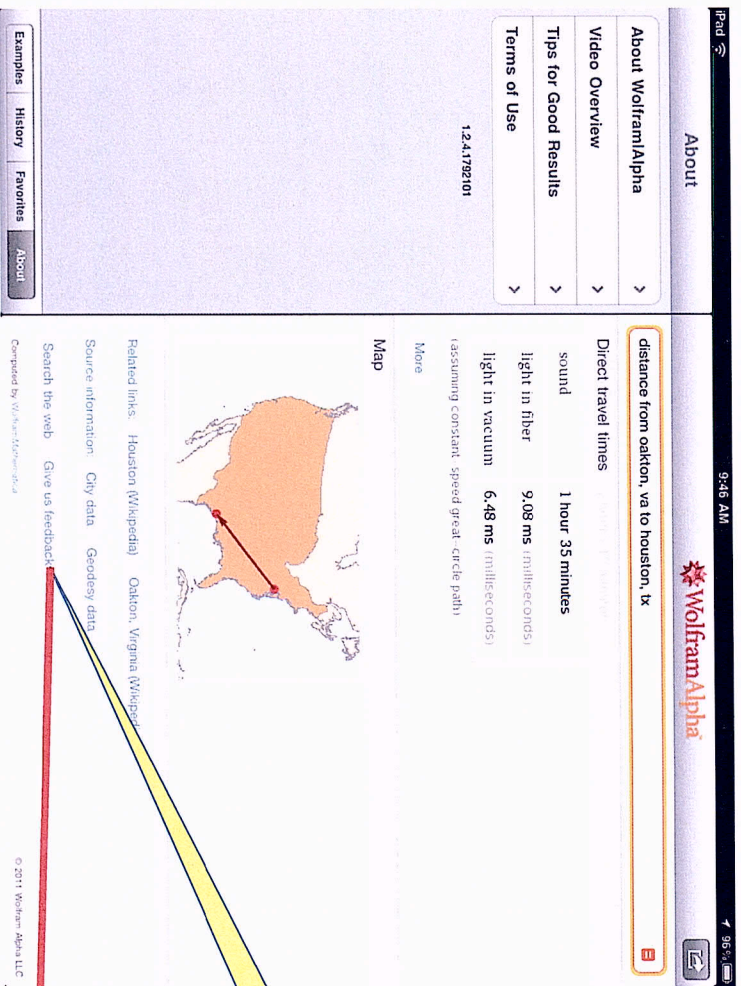 iPad 9:46 AM 96%
About
WolframAlpha
About Wolfram|Alpha
Video Overview
Tips for Good Results
Terms of Use
1.2.4.1792101
Examples History Favorites About
distance from oakton, va to houston, tx
Direct travel times
sound 1 hour 35 minutes
light in fiber 9.08 ms (milliseconds)
light in vacuum 6.48 ms (milliseconds)
(assuming constant-speed great-circle path)
More
Map
Related links: Houston (Wikipedia) Oakton, Virginia (Wikiped
Source information: City data Geodesy data
Search the web Give us feedback
Computed by Wolfram Mathematica © 2011 Wolfram Alpha LLC